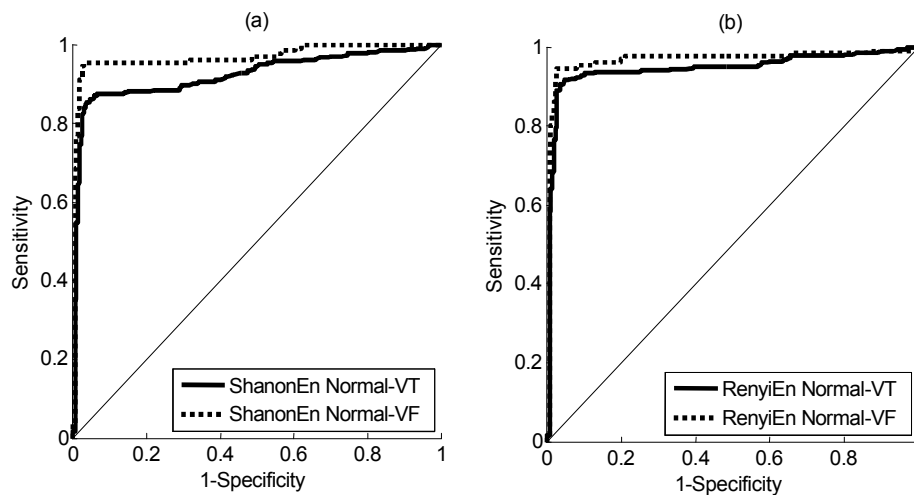 (a)
1
0.8
0.6
0.4
0.2
0
Sensitivity
0
0.2
0.4
0.6
0.8
1
1-Specificity
ShanonEn Normal-VT
ShanonEn Normal-VF
(b)
1
0.8
0.6
0.4
0.2
0
Sensitivity
0
0.2
0.4
0.6
0.8
1-Specificity
RenyiEn Normal-VT
RenyiEn Normal-VF